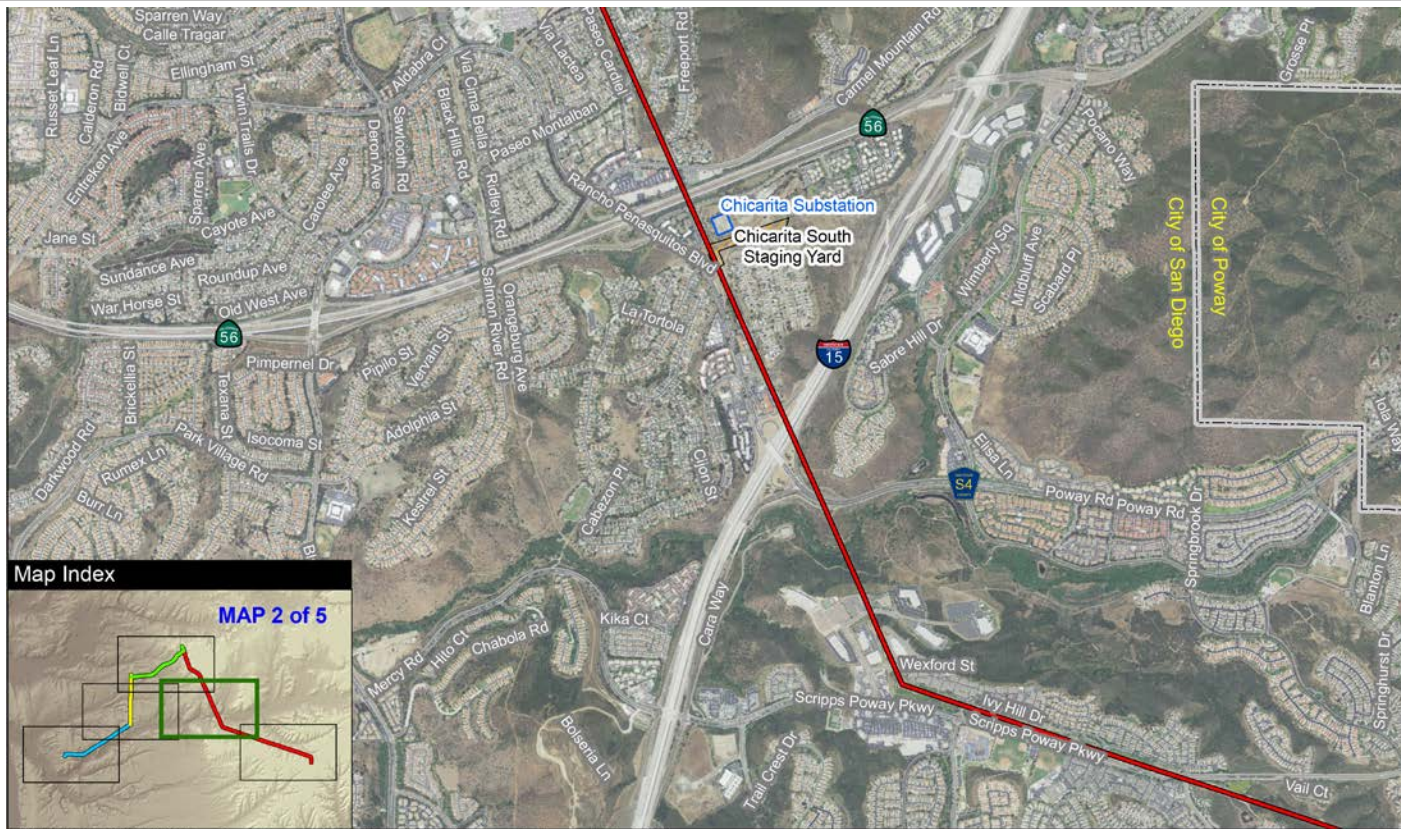 Sparren Way
Calle Tragar
Ellingham St
Russet Leaf Ln
Calderon Rd
Bidwell Ct
Twin Trails Dr
Aldabra Ct
Via Cima Bella
Via Lactea
Paseo Cardiel
Freeport Rd
Carmel Mountain Rd
Grosse Pt
Entreken Ave
Sparren Ave
Deron Ave
Sawtooth Rd
Black Hills Rd
Paseo Montalban
56
Pocano Way
Cayote Ave
Carolee Ave
Ridley Rd
Rancho Penasquitos Blvd
Chicarita Substation
Chicarita South
Staging Yard
City of San Diego
City of Poway
Jane St
Sundance Ave
Roundup Ave
War Horse St
Old West Ave
56
Salmon River Rd
Orangeburg Ave
La Tortola
Wimberly Sq
Midbluff Ave
Scabard Pl
Sabre Hill Dr
15
Pimpernel Dr
Pipilo St
Vervain St
Brickellia St
Texana St
Isocoma St
Adolphia St
Iola Way
Darkwood Rd
Rumex Ln
Park Village Rd
Burr Ln
Kestrel St
Cabezon Pl
Cijon St
Elisa Ln
S4
Poway Rd
Poway Rd
Springbrook Dr
Blanton Ln
Map Index
MAP 2 of 5
Mercy Rd
Hito Ct
Chabola Rd
Kika Ct
Cara Way
Wexford St
Ivy Hill Dr
Scripps Poway Pkwy
Scripps Poway Pkwy
Springhurst Dr
Bolseria Ln
Trail Crest Dr
Vail Ct